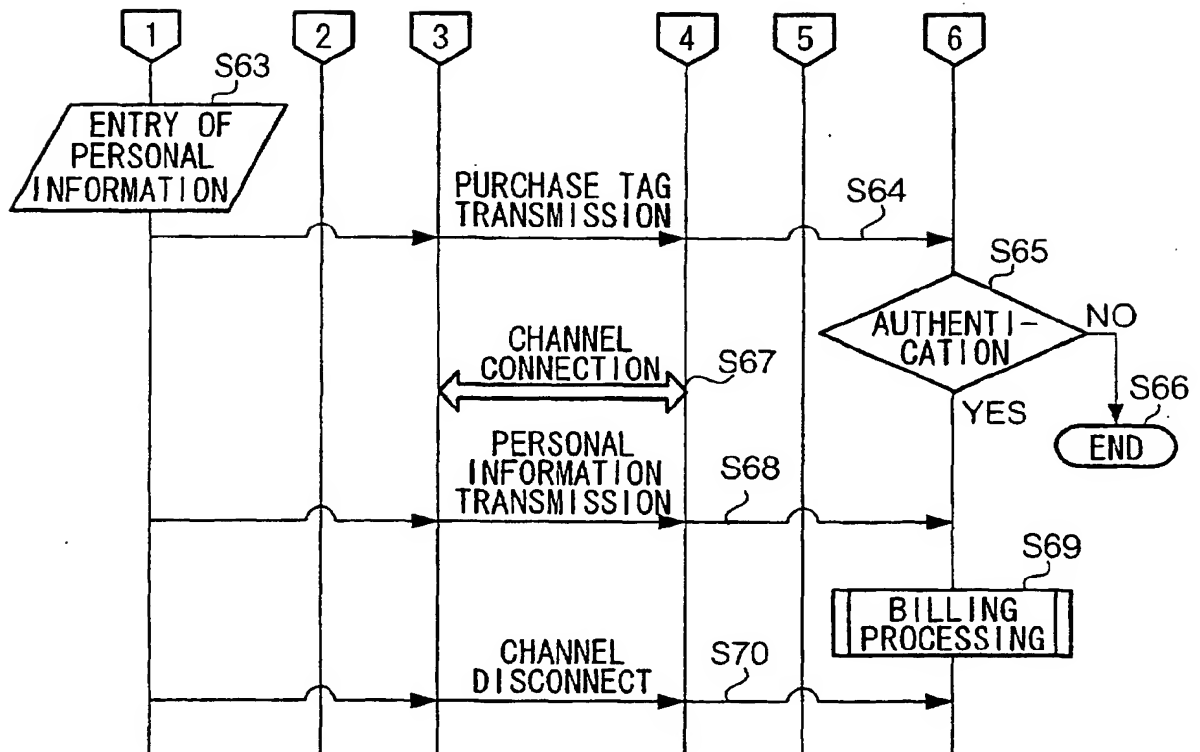 1
2
3
4
5
6
S63
ENTRY OF
PERSONAL
INFORMATION
PURCHASE TAG
TRANSMISSION
S64
S65
AUTHENTI-
CATION
NO
YES
S66
END
CHANNEL
CONNECTION
S67
PERSONAL
INFORMATION
TRANSMISSION
S68
S69
BILLING
PROCESSING
CHANNEL
DISCONNECT
S70